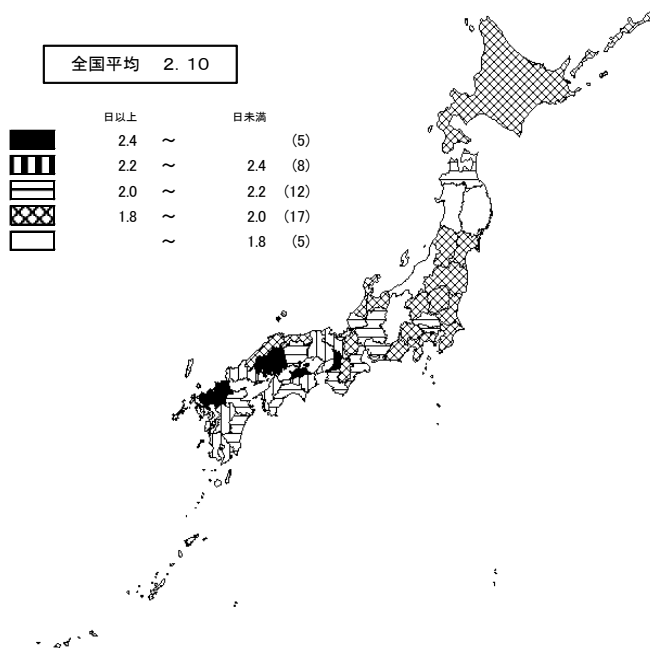 全国平均　2.10
日以上　日未満
2.4　～　（5）
2.2　～　2.4　（8）
2.0　～　2.2　（12）
1.8　～　2.0　（17）
～　1.8　（5）